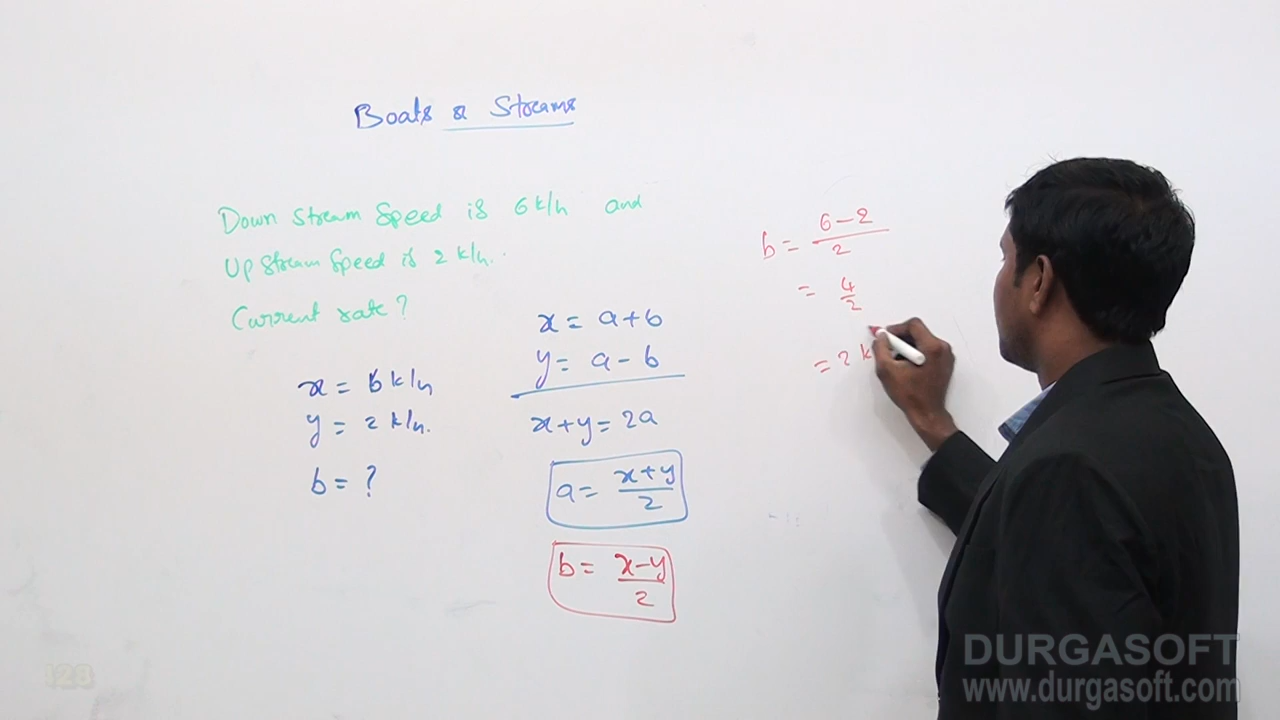 Boats & Streams
Down Stream Speed is 6 k/h and
Up Stream Speed is 2 k/h.
Current rate?
x = 6 k/h
y = 2 k/h.
b = ?
x = a + b
y = a - b
x + y = 2a
a = x+y
2
b = x-y
2
b = 6-2
2
= 4
2
= 2 k
DURGASOFT
www.durgasoft.com
128